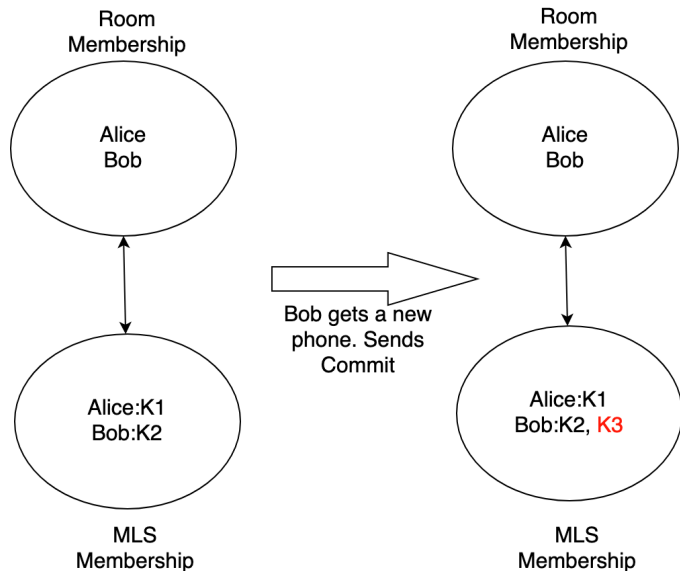 Room
Membership
Alice
Bob
Alice:K1
Bob:K2
MLS
Membership
Bob gets a new
phone. Sends
Commit
Room
Membership
Alice
Bob
Alice:K1
Bob:K2, K3
MLS
Membership